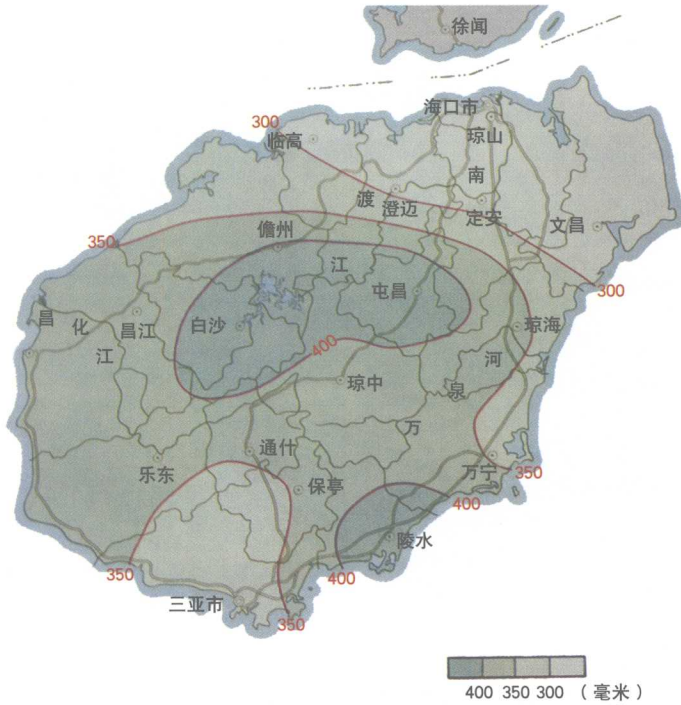 徐闻
海口市
300
临高
琼山
南
渡
澄迈
定安
文昌
350
儋州
江
300
屯昌
昌
化
江
昌江
白沙
400
琼海
河
琼中
泉
万
通什
乐东
万宁
350
保亭
400
陵水
350
400
三亚市
350
400 350 300 （毫米）